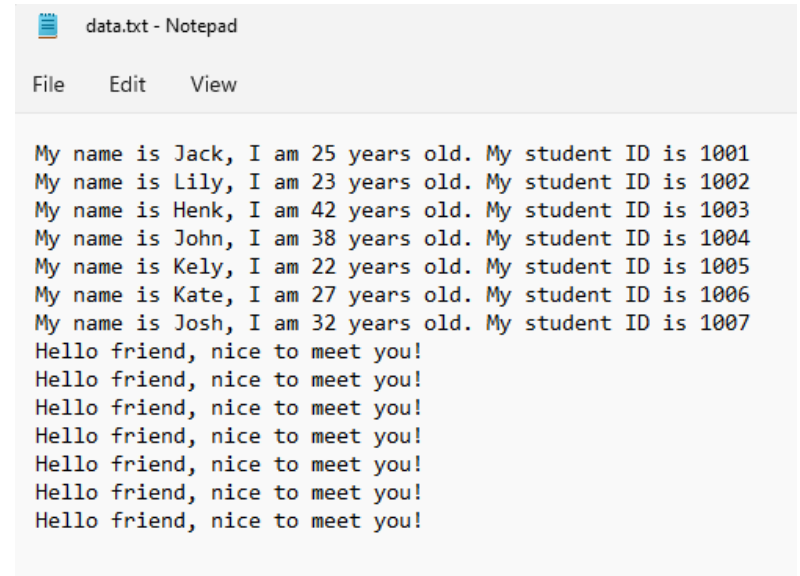 data.txt - Notepad
File Edit View
My name is Jack, I am 25 years old. My student ID is 1001
My name is Lily, I am 23 years old. My student ID is 1002
My name is Henk, I am 42 years old. My student ID is 1003
My name is John, I am 38 years old. My student ID is 1004
My name is Kely, I am 22 years old. My student ID is 1005
My name is Kate, I am 27 years old. My student ID is 1006
My name is Josh, I am 32 years old. My student ID is 1007
Hello friend, nice to meet you!
Hello friend, nice to meet you!
Hello friend, nice to meet you!
Hello friend, nice to meet you!
Hello friend, nice to meet you!
Hello friend, nice to meet you!
Hello friend, nice to meet you!